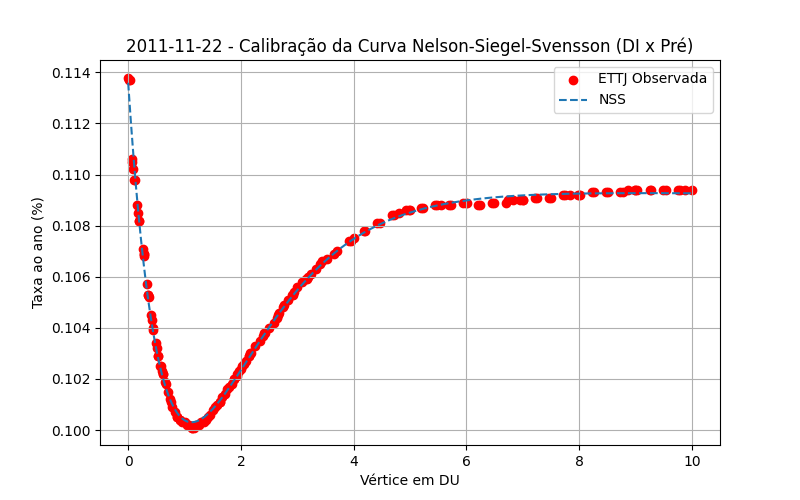 2011-11-22 - Calibração da Curva Nelson-Siegel-Svensson (DI x Pré)
ETTJ Observada
NSS
Taxa ao ano (%)
0.114
0.112
0.110
0.108
0.106
0.104
0.102
0.100
0 2 4 6 8 10
Vértice em DU